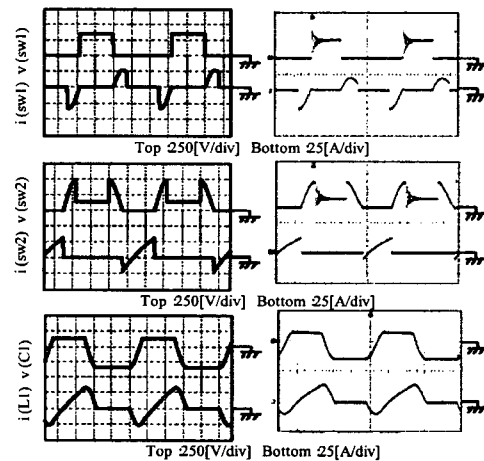 i (sw1) v (sw1)
Top 250[V/div] Bottom 25[A/div]
i (sw2) v (sw2)
Top 250[V/div] Bottom 25[A/div]
i (L1) v (C1)
Top 250[V/div] Bottom 25[A/div]